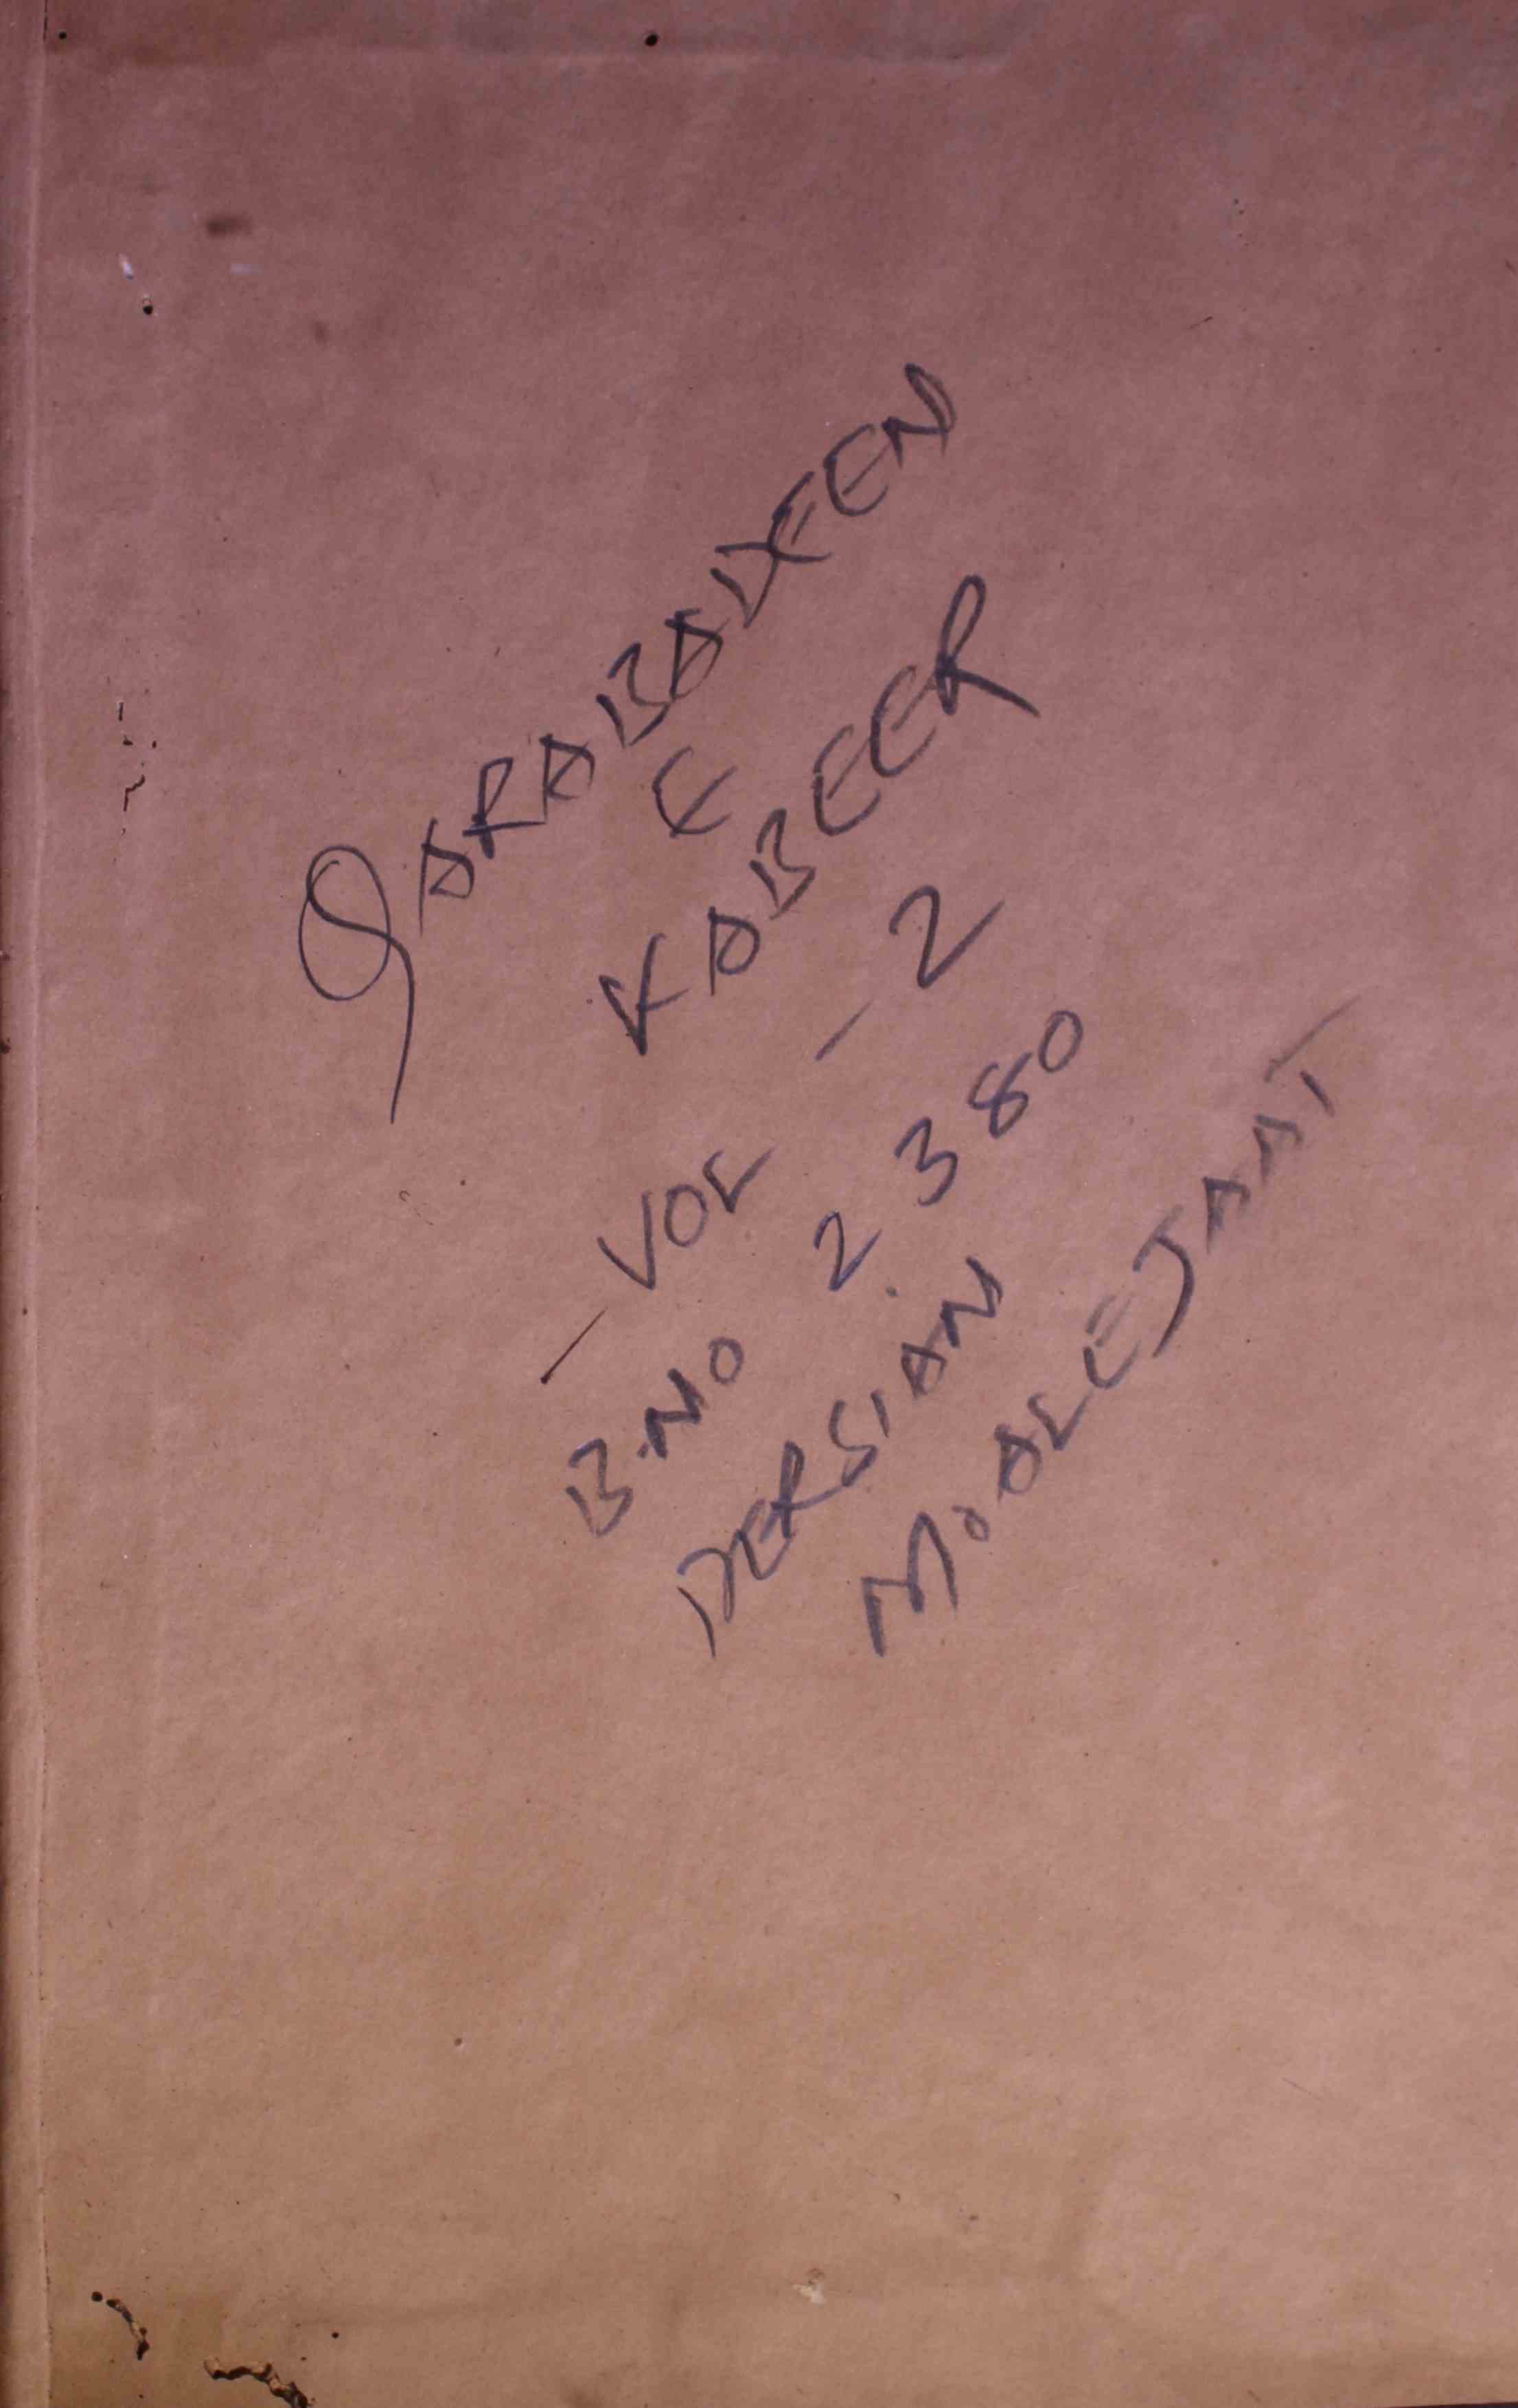 QARABADEEN
E
KABEER
- VOL - 2
B.NO 2380
PERSIAN
MOALEJAAT